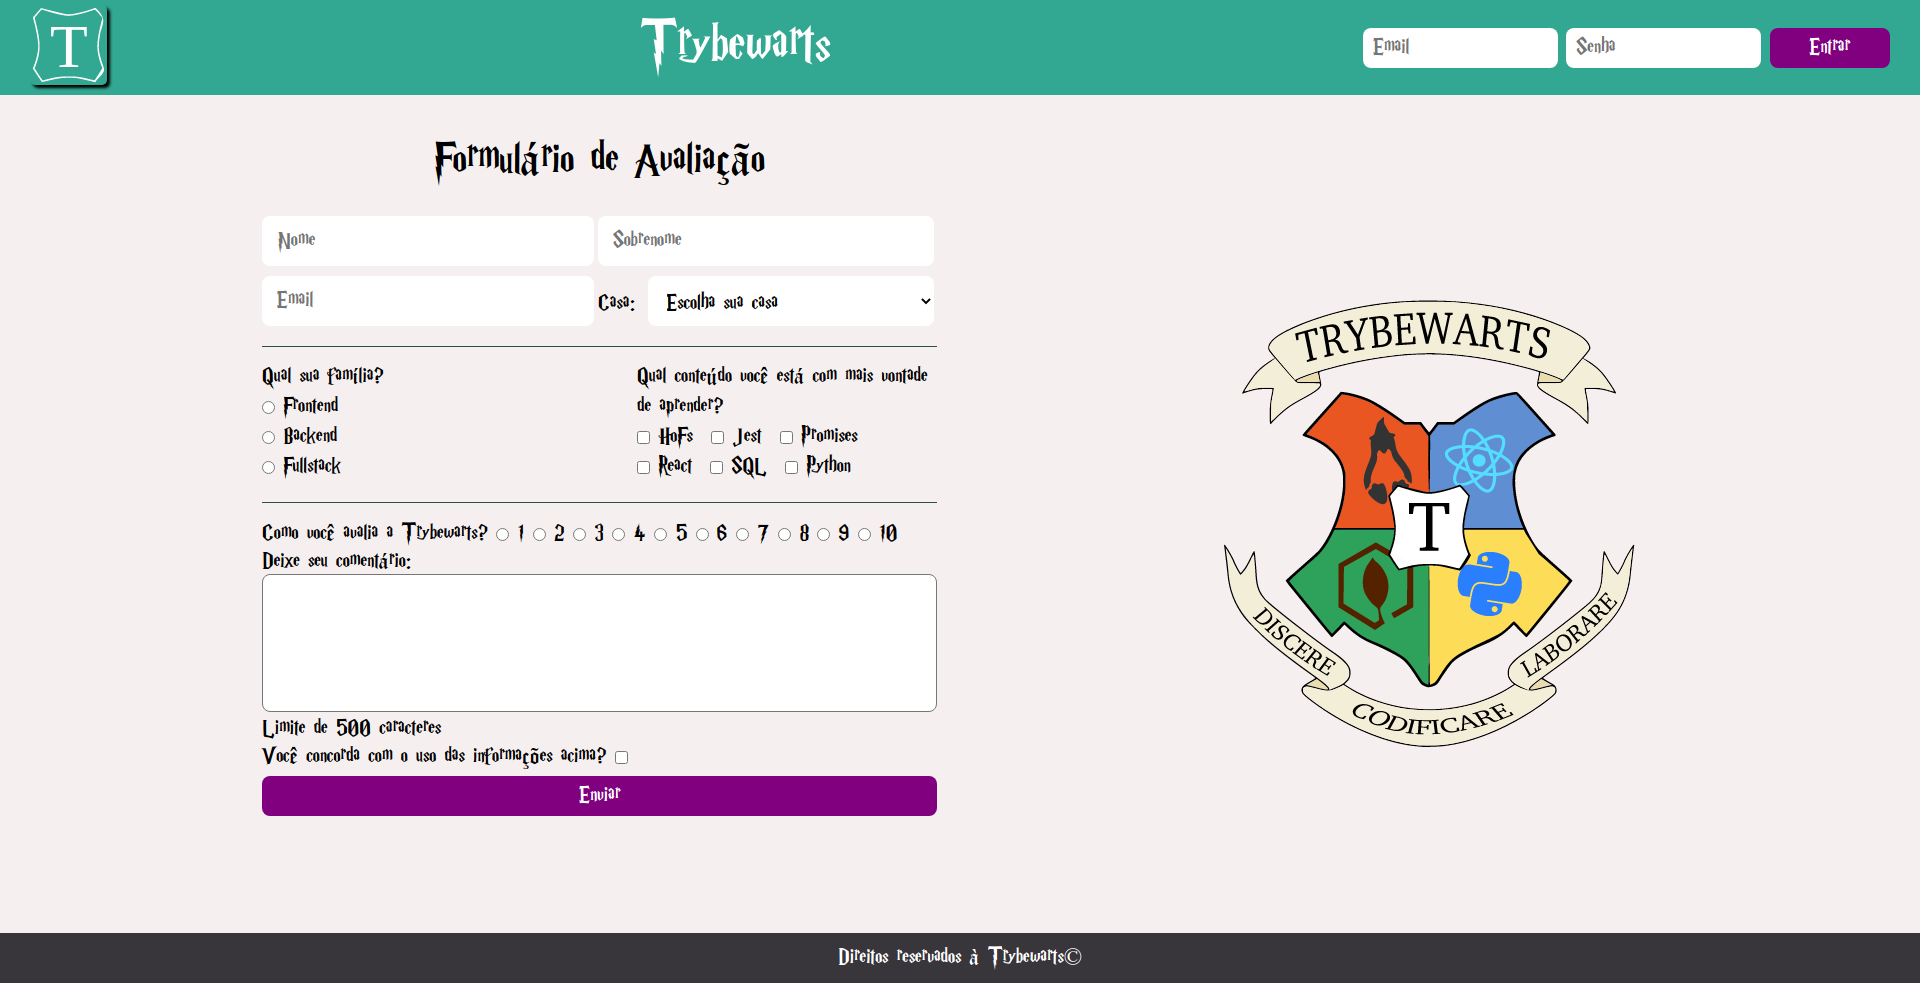 T
Trybewarts
Email
Senha
Entrar
Formulário de Avaliação
Nome
Sobrenome
Email
Casa:
Escolha sua casa
Qual sua família?
Frontend
Backend
Fullstack
Qual conteúdo você está com mais vontade
de aprender?
HoFs Jest Promises
React SQL Python
Como você avalia a Trybewarts? 1 2 3 4 5 6 7 8 9 10
Deixe seu comentário:
Limite de 500 caracteres
Você concorda com o uso das informações acima?
Enviar
TRYBEWARTS
T
DISCERE
CODIFICARE
LABORARE
Direitos reservados à Trybewarts©